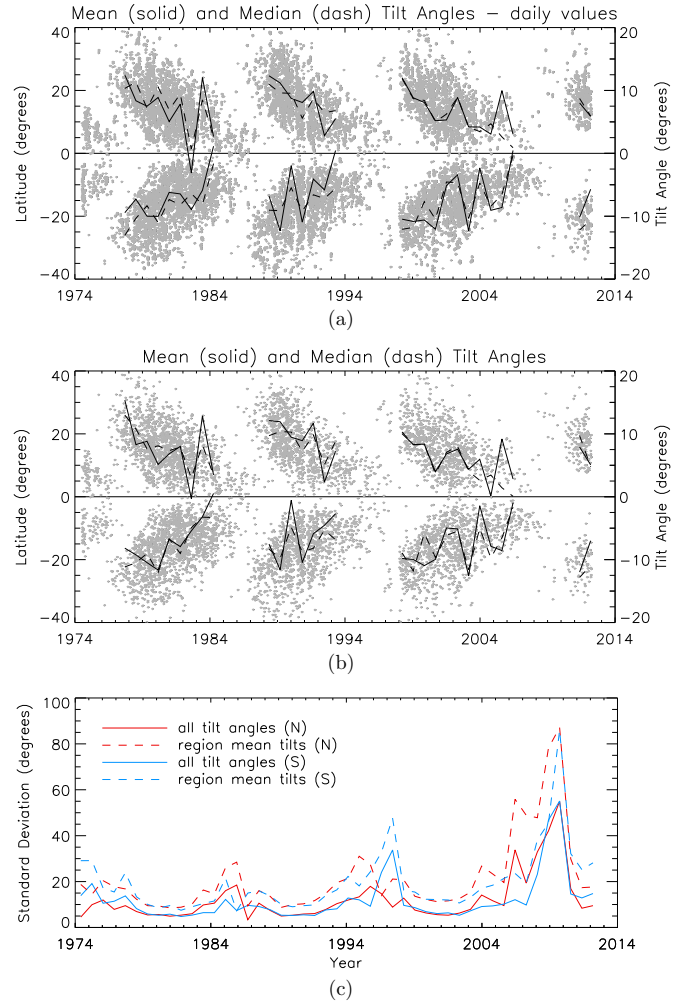 Mean (solid) and Median (dash) Tilt Angles – daily values
40
20
0
−20
−40
Latitude (degrees)
20
10
0
−10
−20
Tilt Angle (degrees)
1974 1984 1994 2004 2014
(a)
Mean (solid) and Median (dash) Tilt Angles
40
20
0
−20
−40
Latitude (degrees)
20
10
0
−10
−20
Tilt Angle (degrees)
1974 1984 1994 2004 2014
(b)
100
80
60
40
20
0
Standard Deviation (degrees)
all tilt angles (N)
region mean tilts (N)
all tilt angles (S)
region mean tilts (S)
1974 1984 1994 2004 2014
Year
(c)